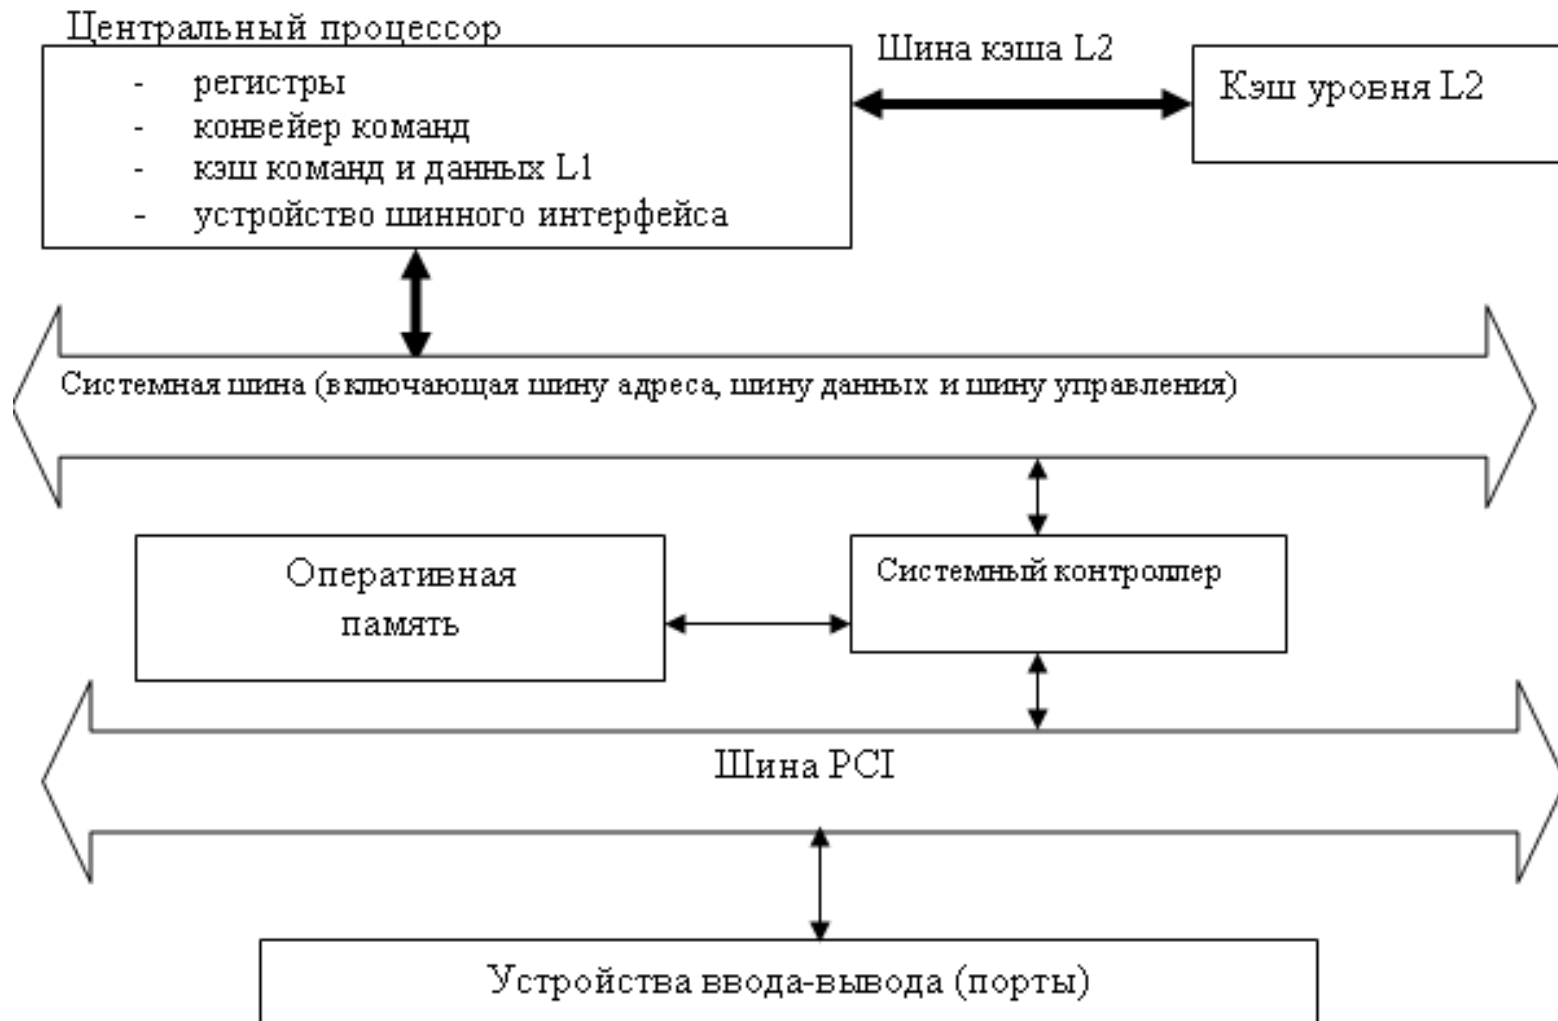 Центральный процессор
Шина кэша L2
Кэш уровня L2
- регистры
- конвейер команд
- кэш команд и данных L1
- устройство шинного интерфейса
Системная шина (включающая шину адреса, шину данных и шину управления)
Оперативная
память
Системный контроллер
Шина PCI
Устройства ввода-вывода (порты)